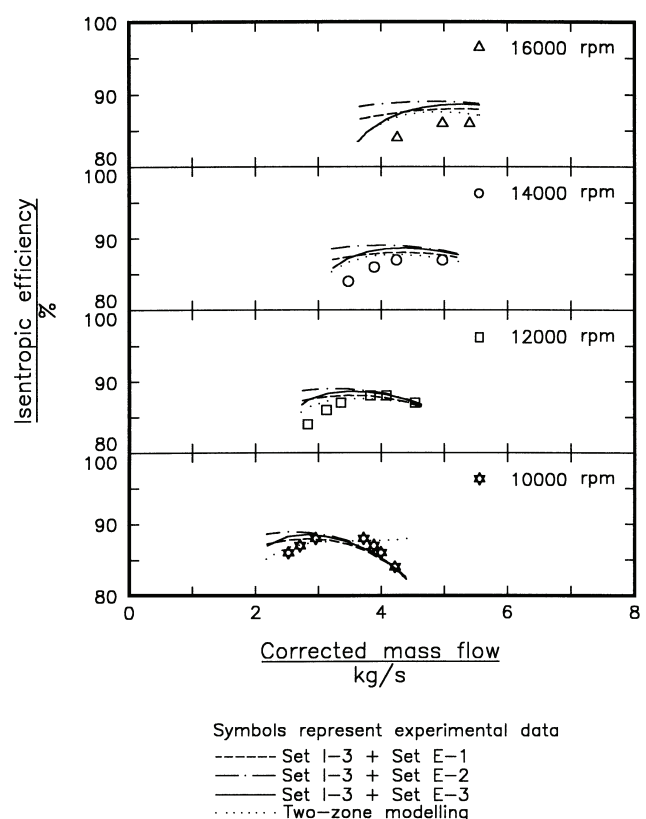 100
16000 rpm
90
80
100
14000 rpm
90
80
100
12000 rpm
90
80
100
10000 rpm
90
80
Isentropic efficiency
%
0 2 4 6 8
Corrected mass flow
kg/s
Symbols represent experimental data
Set I-3 + Set E-1
Set I-3 + Set E-2
Set I-3 + Set E-3
Two-zone modelling